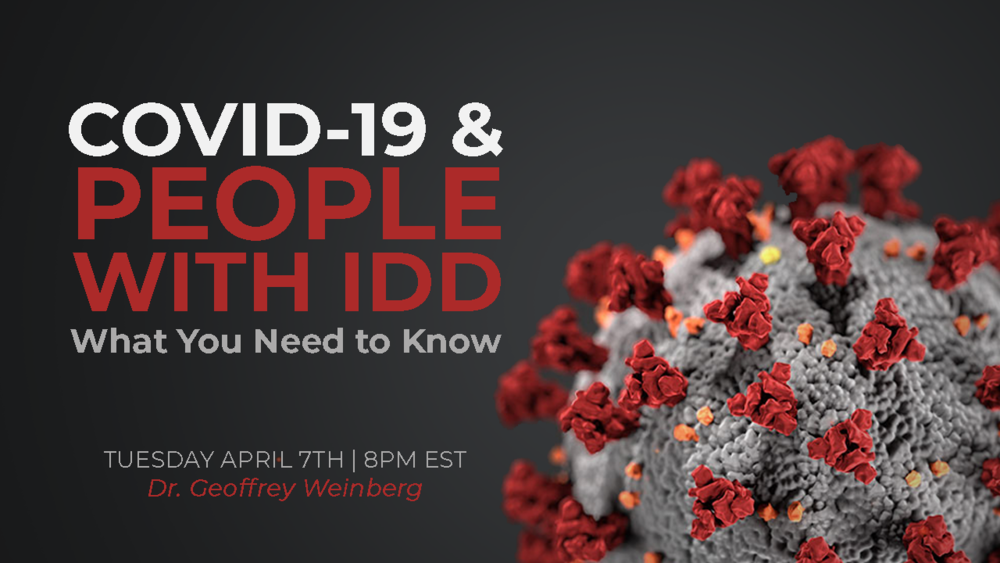 COVID-19 &
PEOPLE
WITH IDD
What You Need to Know
TUESDAY APRIL 7TH | 8PM EST
Dr. Geoffrey Weinberg